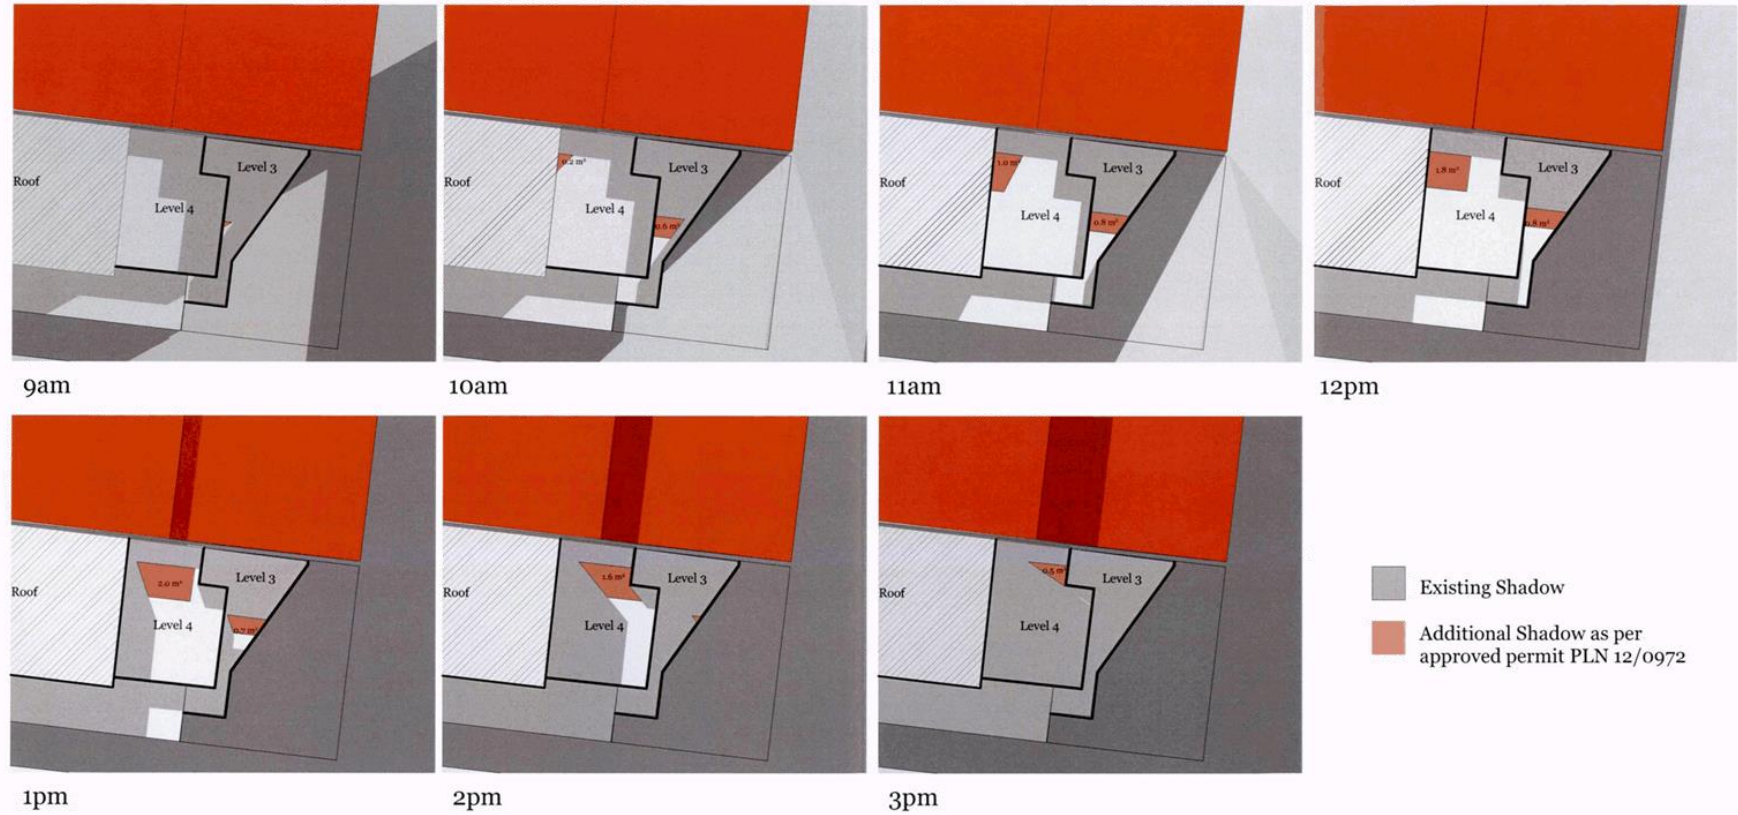 Level 3
Roof
Level 4
9am
0.2 m²
Level 3
Roof
Level 4
0.6 m²
10am
1.0 m²
Level 3
Roof
Level 4
0.8 m²
11am
1.8 m²
Level 3
Roof
Level 4
0.8 m²
12pm
2.0 m²
Level 3
Roof
Level 4
0.7 m²
1pm
1.6 m²
Level 3
Roof
Level 4
2pm
0.5 m²
Level 3
Roof
Level 4
3pm
Existing Shadow
Additional Shadow as per
approved permit PLN 12/0972